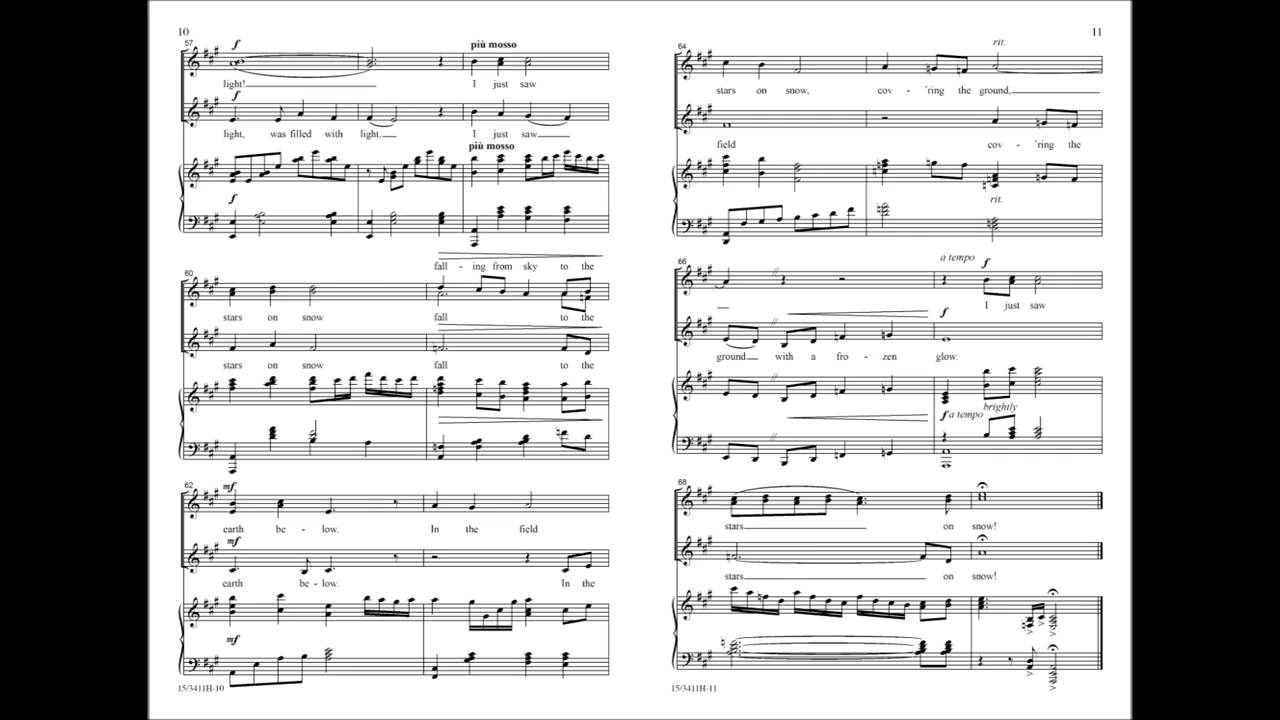 10
57
f
più mosso
light! I just saw
f
light, was filled with light. I just saw
più mosso
f
60
fall - ing from sky to the
stars on snow fall to the
stars on snow fall to the
62
mf
earth be - low. In the field
mf
earth be - low. In the
mf
15/3411H-10
11
64
rit.
stars on snow, cov - 'ring the ground,
field cov - 'ring the
rit.
66
a tempo f
I just saw
f
ground with a fro - zen glow.
f a tempo brightly
68
stars on snow!
stars on snow!
15/3411H-11